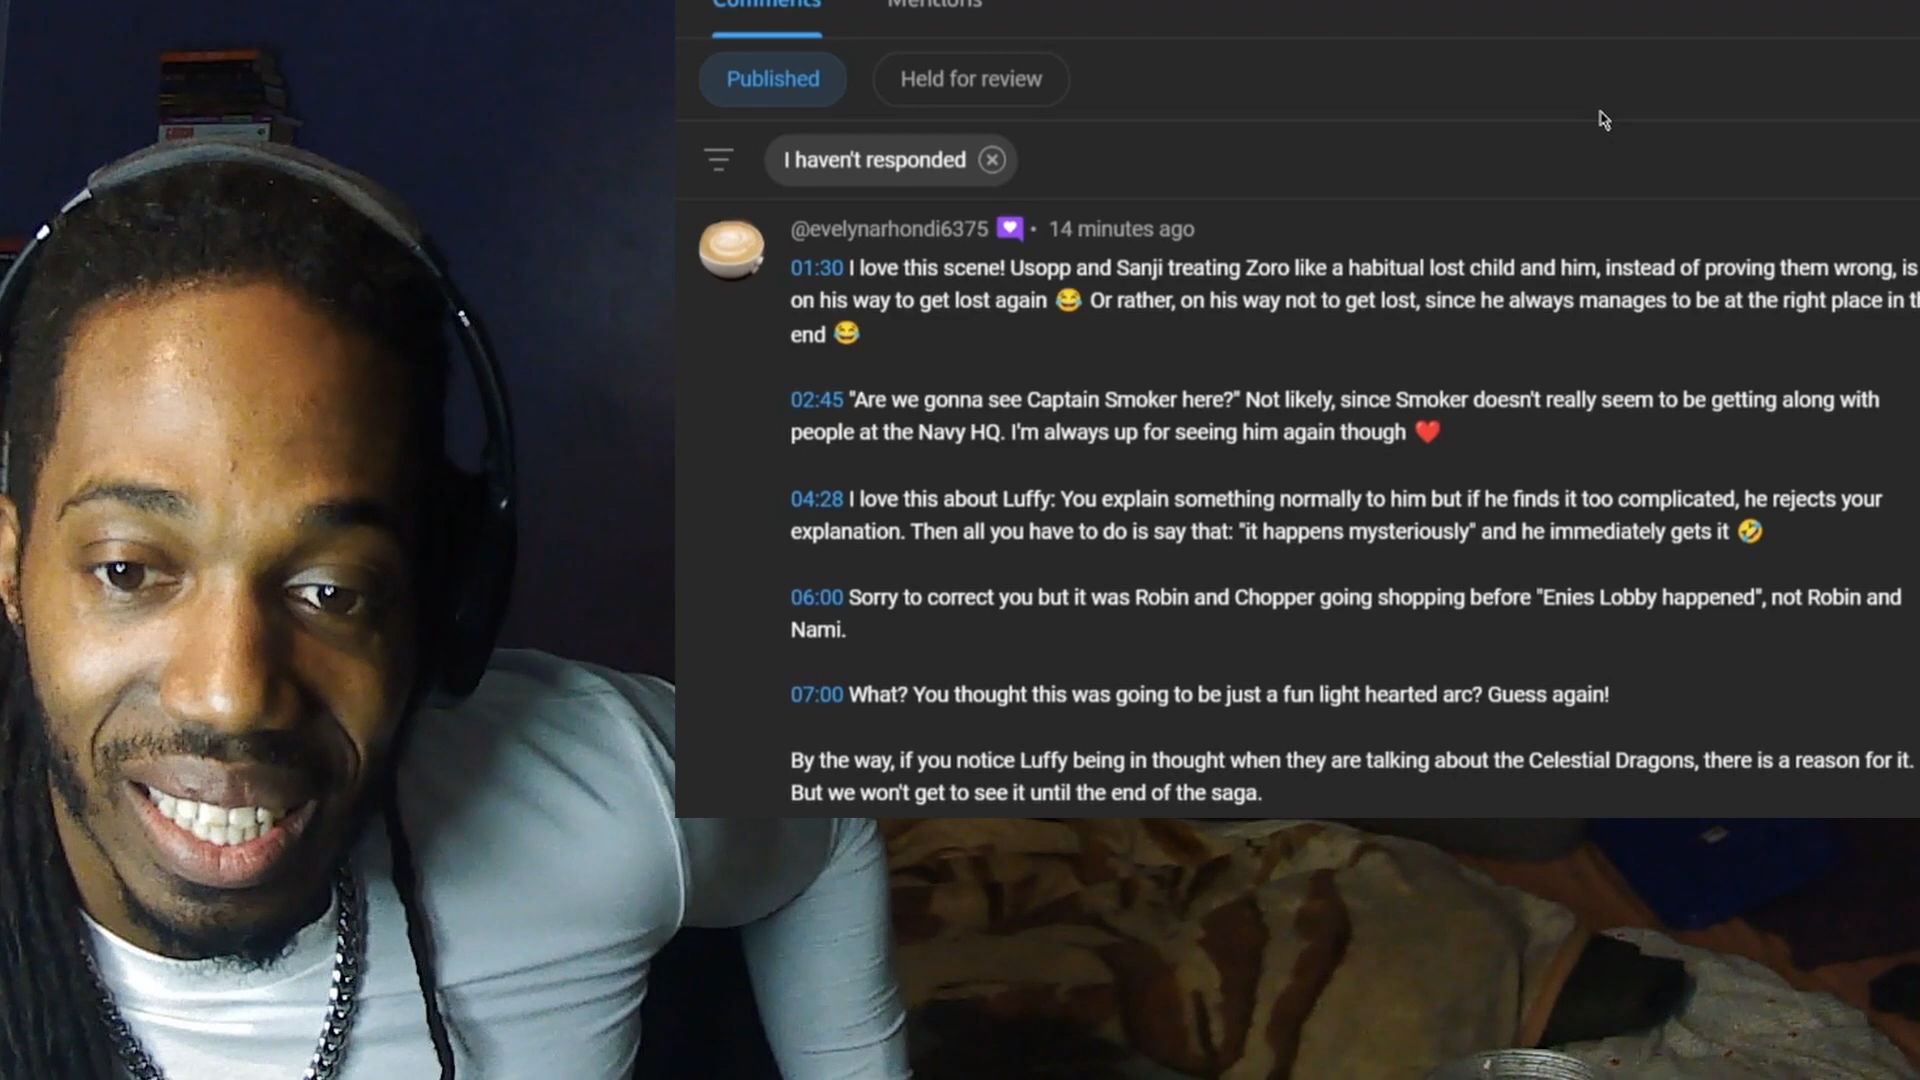 Comments Mentions
Published Held for review
I haven't responded
@evelynarhondi6375 • 14 minutes ago
01:30 I love this scene! Usopp and Sanji treating Zoro like a habitual lost child and him, instead of proving them wrong, is
on his way to get lost again 😂 Or rather, on his way not to get lost, since he always manages to be at the right place in
end 😂
02:45 "Are we gonna see Captain Smoker here?" Not likely, since Smoker doesn't really seem to be getting along with
people at the Navy HQ. I'm always up for seeing him again though ❤️
04:28 I love this about Luffy: You explain something normally to him but if he finds it too complicated, he rejects your
explanation. Then all you have to do is say that: "it happens mysteriously" and he immediately gets it 🤣
06:00 Sorry to correct you but it was Robin and Chopper going shopping before "Enies Lobby happened", not Robin and
Nami.
07:00 What? You thought this was going to be just a fun light hearted arc? Guess again!
By the way, if you notice Luffy being in thought when they are talking about the Celestial Dragons, there is a reason for it.
But we won't get to see it until the end of the saga.